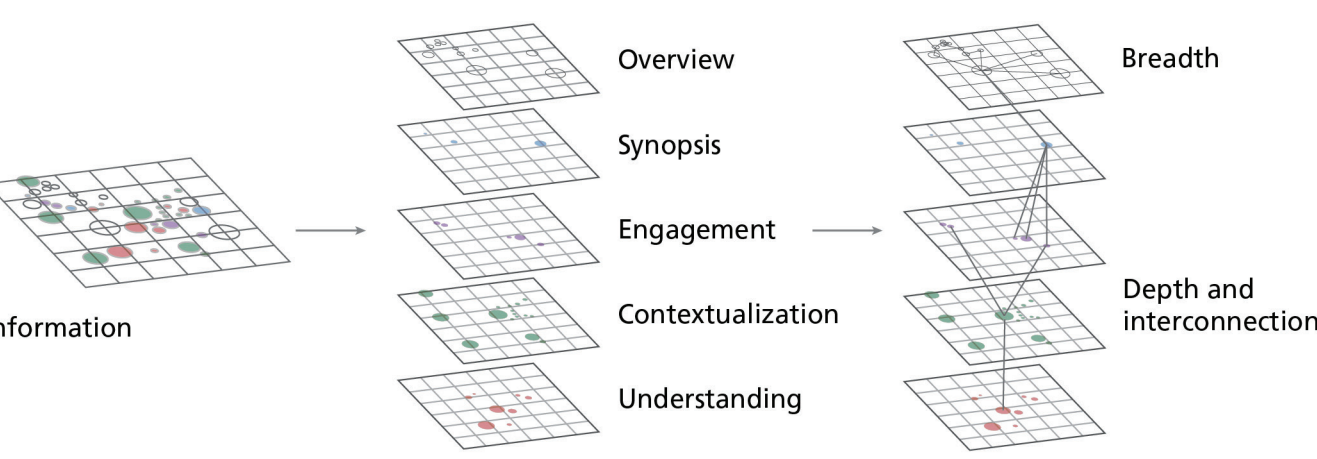 nformation
Overview
Synopsis
Engagement
Contextualization
Understanding
Breadth
Depth and
interconnection